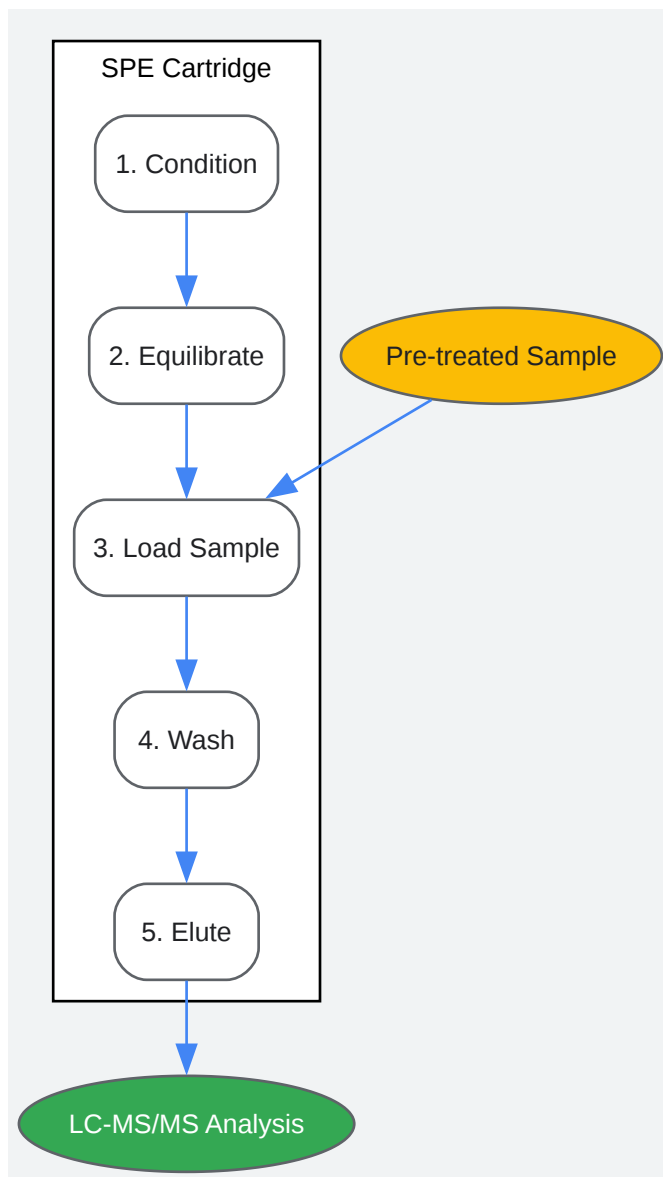 SPE Cartridge
1. Condition
2. Equilibrate
Pre-treated Sample
3. Load Sample
4. Wash
5. Elute
LC-MS/MS Analysis